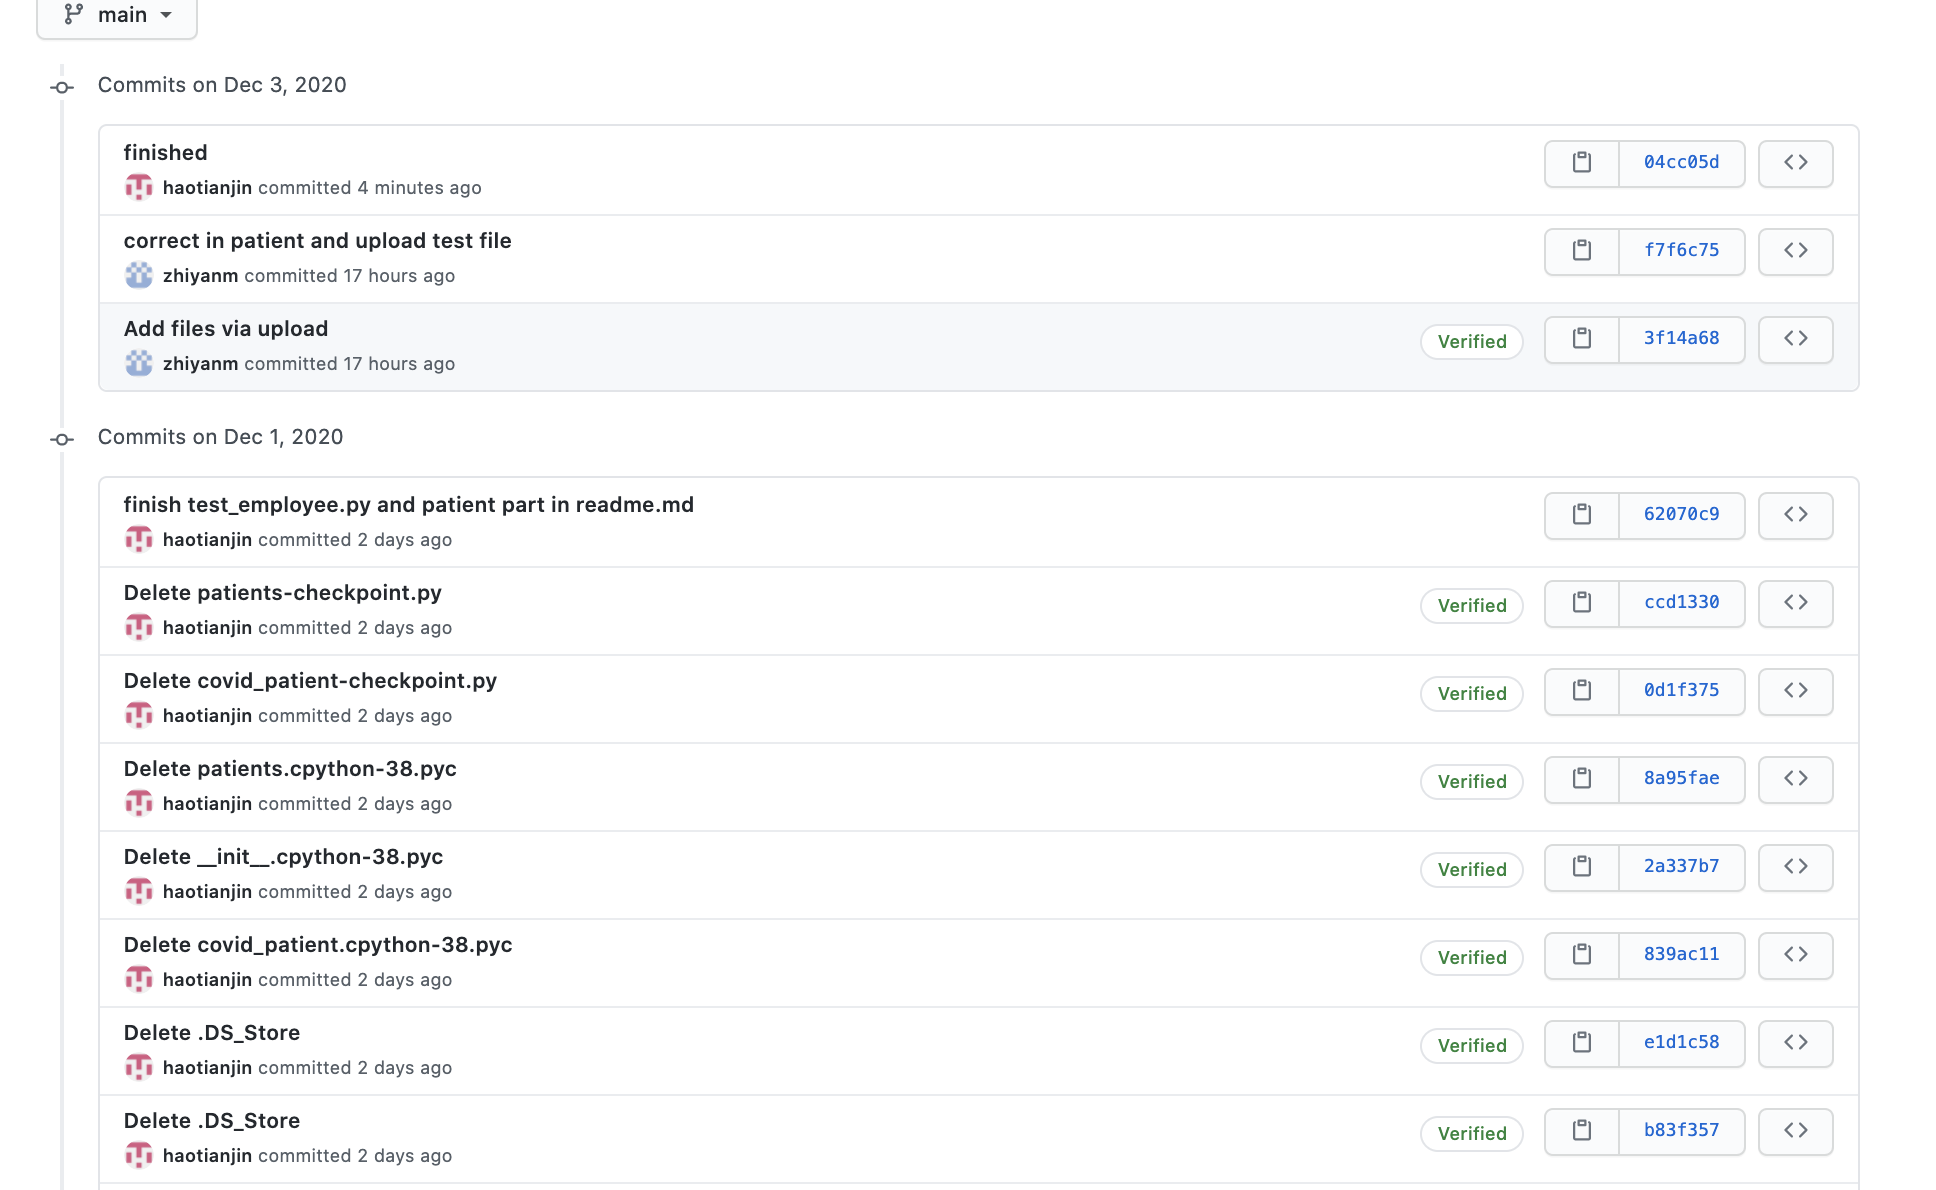 main
Commits on Dec 3, 2020
finished
04cc05d
haotianjin committed 4 minutes ago
correct in patient and upload test file
f7f6c75
zhiyanm committed 17 hours ago
Add files via upload
Verified
3f14a68
zhiyanm committed 17 hours ago
Commits on Dec 1, 2020
finish test_employee.py and patient part in readme.md
62070c9
haotianjin committed 2 days ago
Delete patients-checkpoint.py
Verified
ccd1330
haotianjin committed 2 days ago
Delete covid_patient-checkpoint.py
Verified
0d1f375
haotianjin committed 2 days ago
Delete patients.cpython-38.pyc
Verified
8a95fae
haotianjin committed 2 days ago
Delete __init__.cpython-38.pyc
Verified
2a337b7
haotianjin committed 2 days ago
Delete covid_patient.cpython-38.pyc
Verified
839ac11
haotianjin committed 2 days ago
Delete .DS_Store
Verified
e1d1c58
haotianjin committed 2 days ago
Delete .DS_Store
Verified
b83f357
haotianjin committed 2 days ago